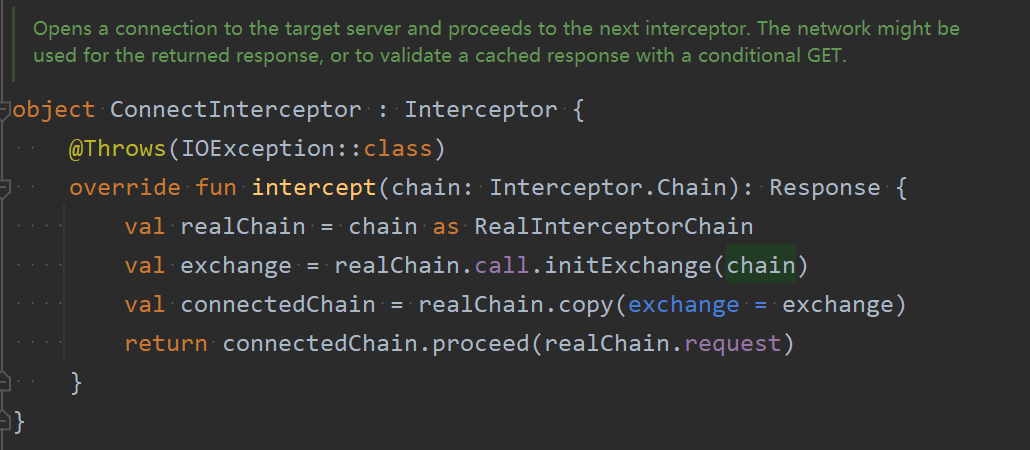 Opens a connection to the target server and proceeds to the next interceptor. The network might be
used for the returned response, or to validate a cached response with a conditional GET.
object ConnectInterceptor : Interceptor {
    @Throws(IOException::class)
    override fun intercept(chain: Interceptor.Chain): Response {
        val realChain = chain as RealInterceptorChain
        val exchange = realChain.call.initExchange(chain)
        val connectedChain = realChain.copy(exchange = exchange)
        return connectedChain.proceed(realChain.request)
    }
}